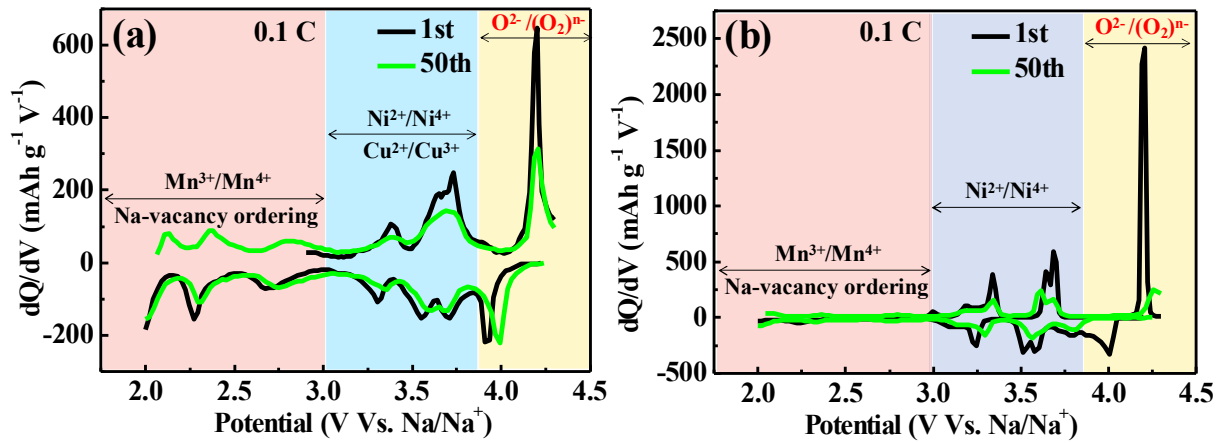 (a) 0.1 C 1st 50th O²⁻/(O₂)ⁿ⁻
Ni²⁺/Ni⁴⁺
Cu²⁺/Cu³⁺
Mn³⁺/Mn⁴⁺
Na-vacancy ordering
dQ/dV (mAh g⁻¹ V⁻¹)
600
400
200
0
-200
2.0 2.5 3.0 3.5 4.0 4.5
Potential (V Vs. Na/Na⁺)
(b) 0.1 C 1st 50th O²⁻/(O₂)ⁿ⁻
Ni²⁺/Ni⁴⁺
Mn³⁺/Mn⁴⁺
Na-vacancy ordering
dQ/dV (mAh g⁻¹ V⁻¹)
2500
2000
1500
1000
500
0
-500
2.0 2.5 3.0 3.5 4.0 4.5
Potential (V Vs. Na/Na⁺)